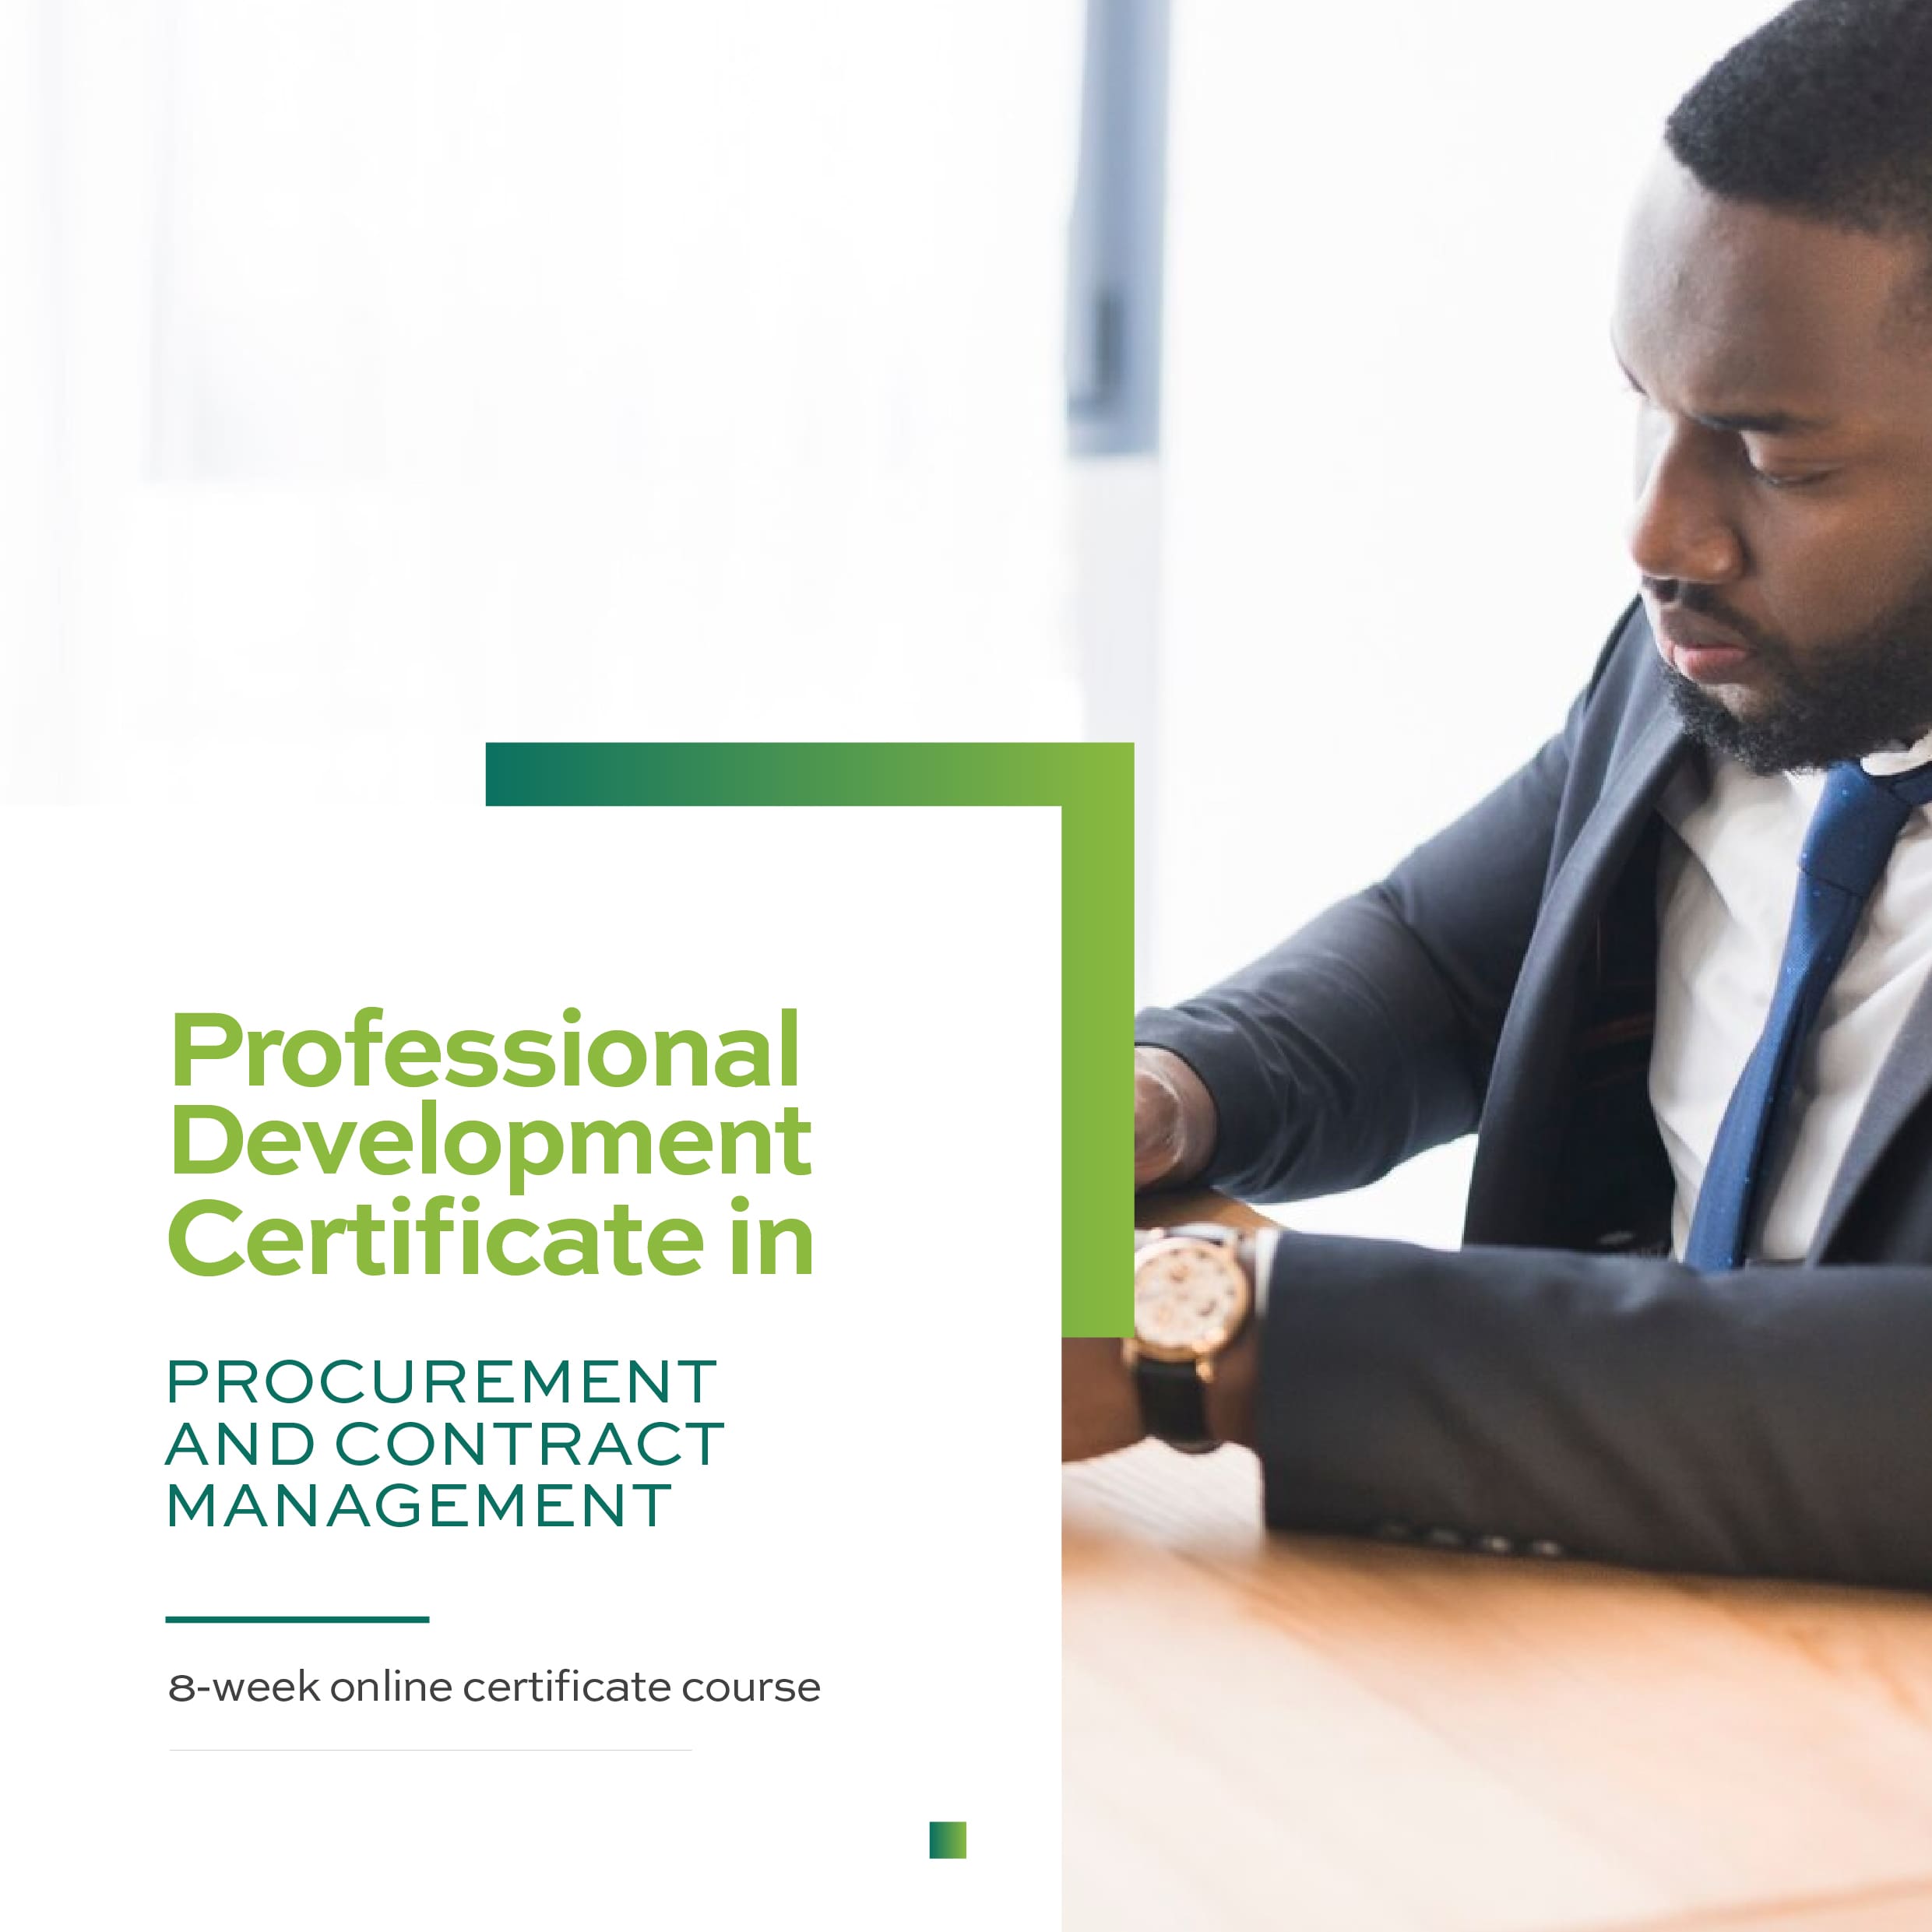 Professional
Development
Certificate in
PROCUREMENT
AND CONTRACT
MANAGEMENT
8-week online certificate course